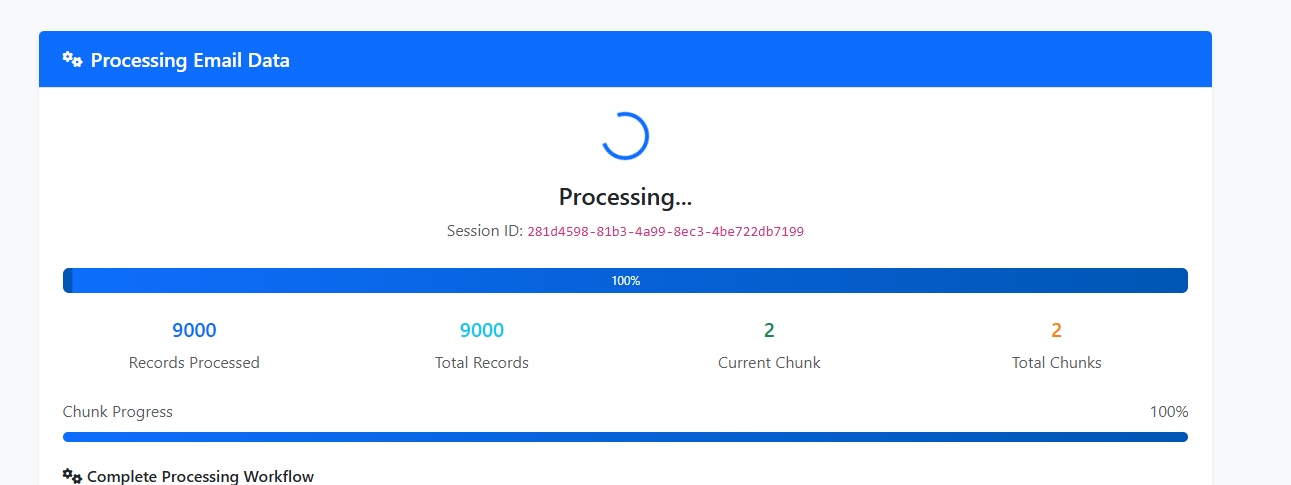 Processing Email Data
Processing...
Session ID: 281d4598-81b3-4a99-8ec3-4be722db7199
100%
9000 9000 2 2
Records Processed Total Records Current Chunk Total Chunks
Chunk Progress 100%
Complete Processing Workflow